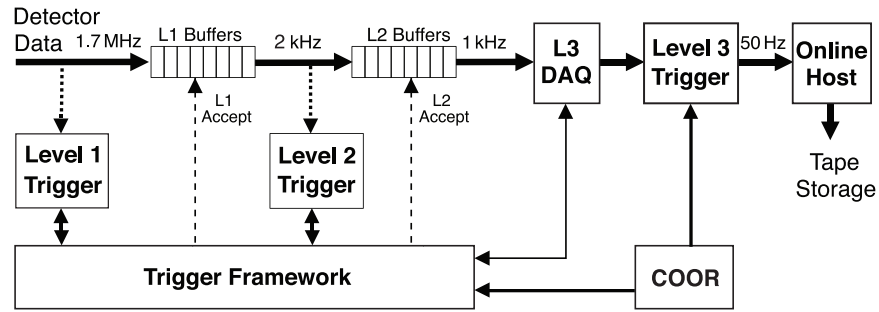 Detector
Data
1.7 MHz
L1 Buffers
2 kHz
L2 Buffers
1 kHz
L3
DAQ
Level 3
Trigger
50 Hz
Online
Host
L1
Accept
L2
Accept
Level 1
Trigger
Level 2
Trigger
Tape
Storage
Trigger Framework
COOR